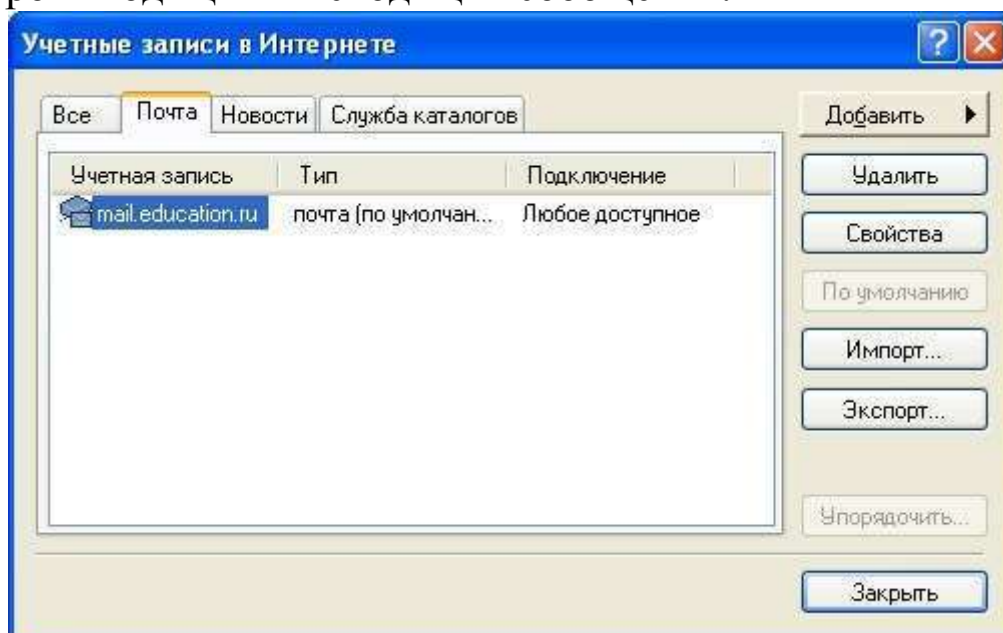 Учетные записи в Интернете
Все Почта Новости Служба каталогов
Добавить
Учетная запись Тип Подключение
Удалить
mail.education.ru почта (по умолчан... Любое доступное
Свойства
По умолчанию
Импорт...
Экспорт...
Упорядочить...
Закрыть